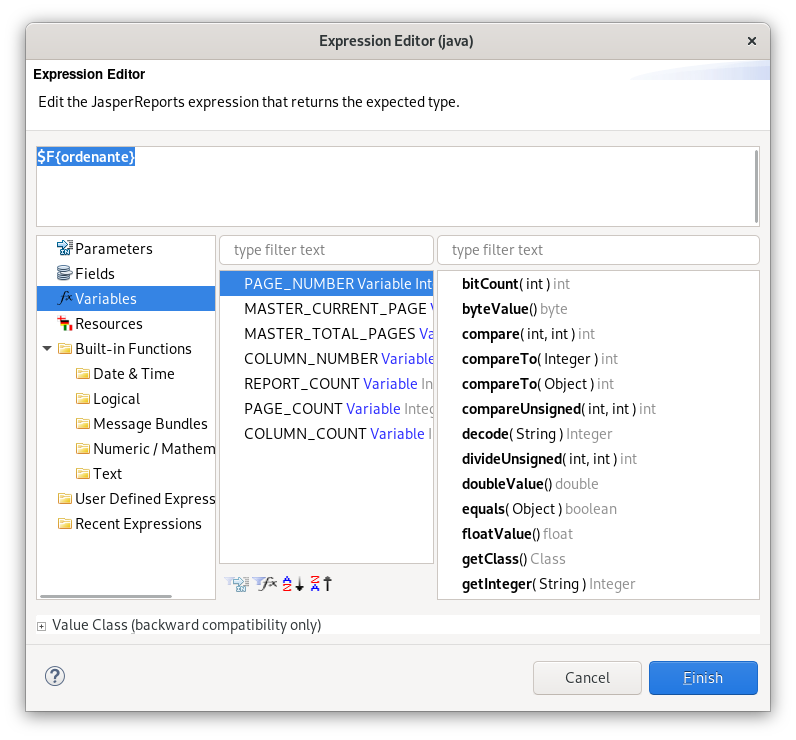 Expression Editor (java)
Expression Editor
Edit the JasperReports expression that returns the expected type.
$F{ordenante}
Parameters
Fields
Variables
Resources
Built-in Functions
Date & Time
Logical
Message Bundles
Numeric / Mathem
Text
User Defined Express
Recent Expressions
type filter text
PAGE_NUMBER Variable Int
MASTER_CURRENT_PAGE V
MASTER_TOTAL_PAGES Va
COLUMN_NUMBER Variable
REPORT_COUNT Variable In
PAGE_COUNT Variable Integ
COLUMN_COUNT Variable I
type filter text
bitCount( int ) int
byteValue() byte
compare( int, int ) int
compareTo( Integer ) int
compareTo( Object ) int
compareUnsigned( int, int ) int
decode( String ) Integer
divideUnsigned( int, int ) int
doubleValue() double
equals( Object ) boolean
floatValue() float
getClass() Class
getInteger( String ) Integer
Value Class (backward compatibility only)
Cancel
Finish